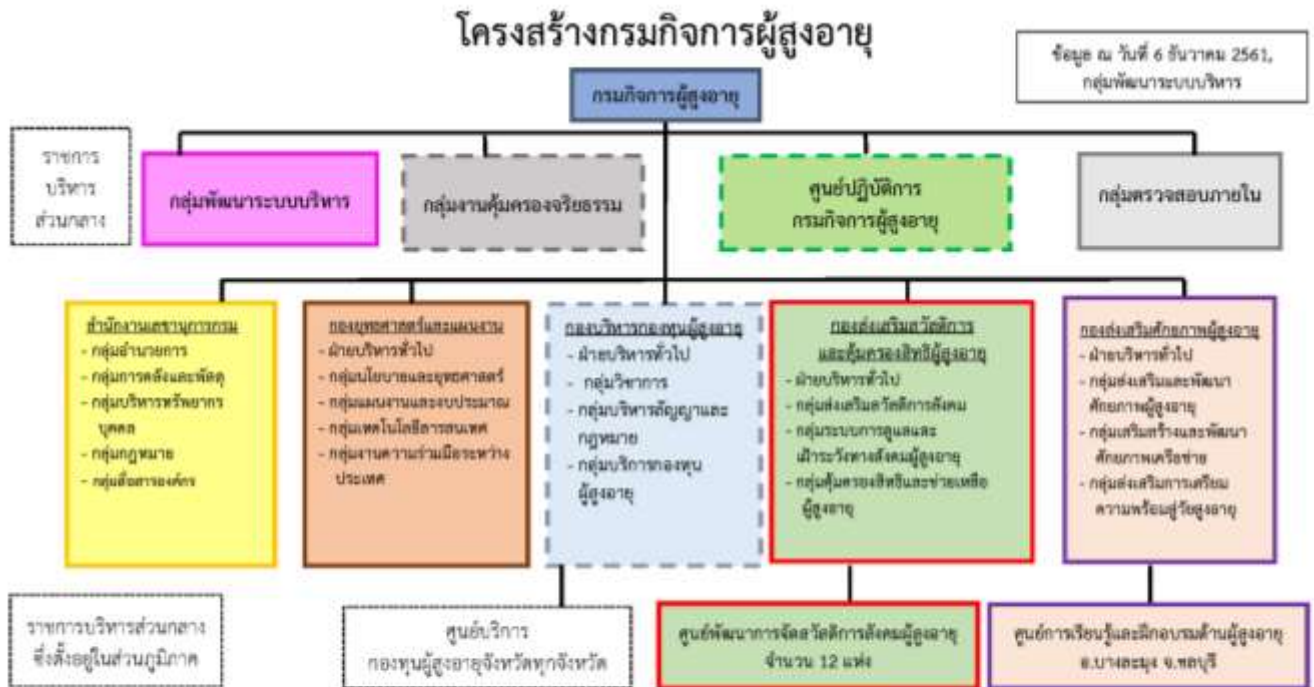 โครงสร้างกรมกิจการผู้สูงอายุ
ข้อมูล ณ วันที่ 6 ธันวาคม 2561,
กลุ่มพัฒนาระบบบริหาร
กรมกิจการผู้สูงอายุ
ราชการ
บริหาร
ส่วนกลาง
กลุ่มพัฒนาระบบบริหาร
กลุ่มงานคุ้มครองจริยธรรม
ศูนย์ปฏิบัติการ
กรมกิจการผู้สูงอายุ
กลุ่มตรวจสอบภายใน
สำนักงานเลขานุการกรม
- กลุ่มอำนวยการ
- กลุ่มการคลังและพัสดุ
- กลุ่มบริหารทรัพยากร
บุคคล
- กลุ่มกฎหมาย
- กลุ่มสื่อสารองค์กร
กองยุทธศาสตร์และแผนงาน
- ฝ่ายบริหารทั่วไป
- กลุ่มนโยบายและยุทธศาสตร์
- กลุ่มแผนงานและงบประมาณ
- กลุ่มเทคโนโลยีสารสนเทศ
- กลุ่มงานความร่วมมือระหว่าง
ประเทศ
กองบริหารกองทุนผู้สูงอายุ
- ฝ่ายบริหารทั่วไป
- กลุ่มวิชาการ
- กลุ่มบริหารสัญญาและ
กฎหมาย
- กลุ่มบริการกองทุน
ผู้สูงอายุ
กองส่งเสริมสวัสดิการ
และคุ้มครองสิทธิผู้สูงอายุ
- ฝ่ายบริหารทั่วไป
- กลุ่มส่งเสริมสวัสดิการสังคม
- กลุ่มระบบการดูแลและ
เฝ้าระวังทางสังคมผู้สูงอายุ
- กลุ่มคุ้มครองสิทธิและช่วยเหลือ
ผู้สูงอายุ
กองส่งเสริมศักยภาพผู้สูงอายุ
- ฝ่ายบริหารทั่วไป
- กลุ่มส่งเสริมและพัฒนา
ศักยภาพผู้สูงอายุ
- กลุ่มเสริมสร้างและพัฒนา
ศักยภาพเครือข่าย
- กลุ่มส่งเสริมการเตรียม
ความพร้อมสู่วัยสูงอายุ
ราชการบริหารส่วนกลาง
ซึ่งตั้งอยู่ในส่วนภูมิภาค
ศูนย์บริการ
กองทุนผู้สูงอายุจังหวัดทุกจังหวัด
ศูนย์พัฒนาการจัดสวัสดิการสังคมผู้สูงอายุ
จำนวน 12 แห่ง
ศูนย์การเรียนรู้และฝึกอบรมด้านผู้สูงอายุ
อ.บางละมุง จ.ชลบุรี